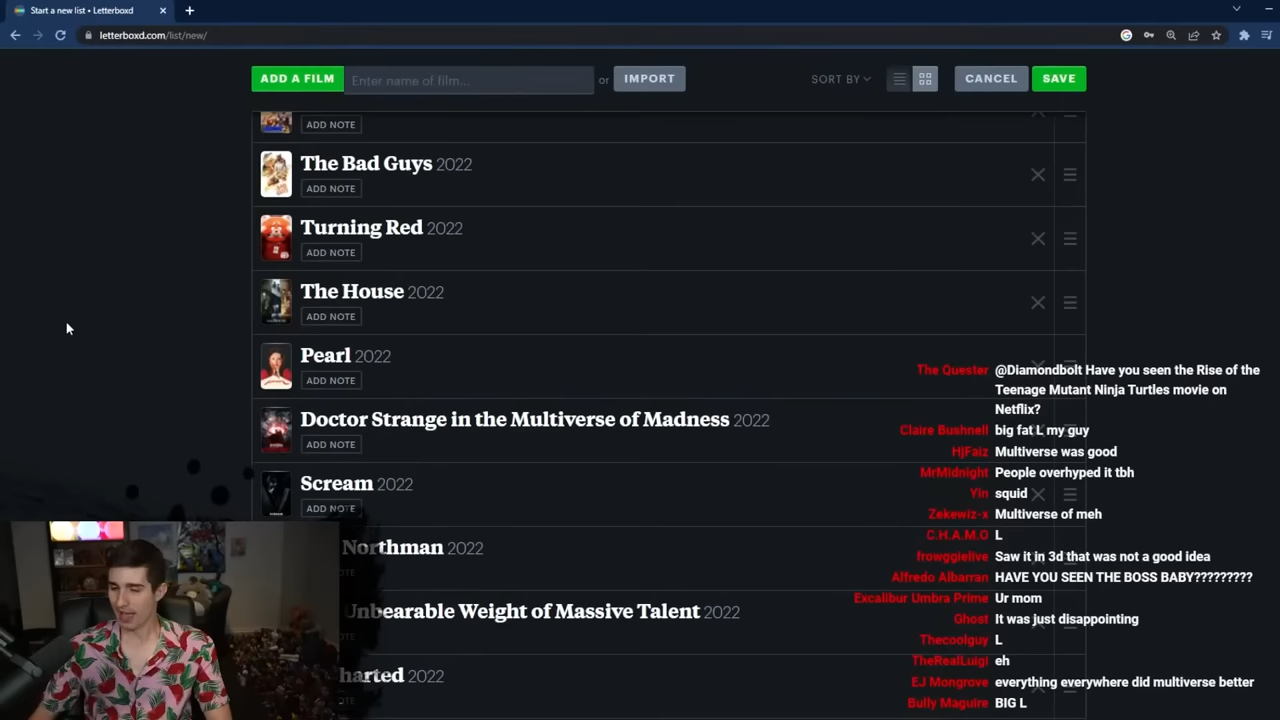 Start a new list • Letterboxd
letterboxd.com/list/new/
ADD A FILM
Enter name of film...
or
IMPORT
SORT BY
CANCEL
SAVE
ADD NOTE
The Bad Guys 2022
ADD NOTE
Turning Red 2022
ADD NOTE
The House 2022
ADD NOTE
Pearl 2022
ADD NOTE
Doctor Strange in the Multiverse of Madness 2022
ADD NOTE
Scream 2022
ADD NOTE
Northman 2022
OTE
Unbearable Weight of Massive Talent 2022
OTE
harted 2022
OTE
The Quester @Diamondbolt Have you seen the Rise of the
Teenage Mutant Ninja Turtles movie on
Netflix?
Claire Bushnell big fat L my guy
HjFaiz Multiverse was good
MrMidnight People overhyped it tbh
Yin squid
Zekewiz-x Multiverse of meh
C.H.A.M.O L
frowggielive Saw it in 3d that was not a good idea
Alfredo Albarran HAVE YOU SEEN THE BOSS BABY?????????
Excalibur Umbra Prime Ur mom
Ghost It was just disappointing
Thecoolguy L
TheRealLuigi eh
EJ Mongrove everything everywhere did multiverse better
Bully Maguire BIG L